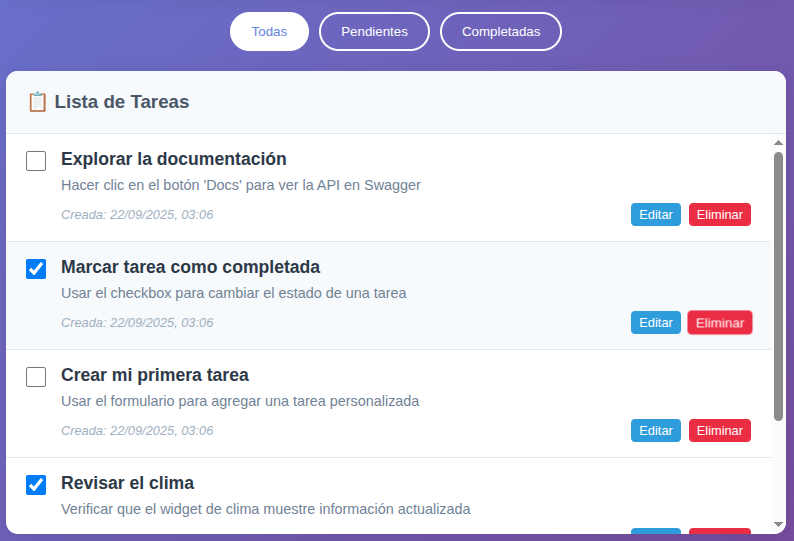 Todas Pendientes Completadas
📋 Lista de Tareas
Explorar la documentación
Hacer clic en el botón 'Docs' para ver la API en Swagger
Creada: 22/09/2025, 03:06 Editar Eliminar
Marcar tarea como completada
Usar el checkbox para cambiar el estado de una tarea
Creada: 22/09/2025, 03:06 Editar Eliminar
Crear mi primera tarea
Usar el formulario para agregar una tarea personalizada
Creada: 22/09/2025, 03:06 Editar Eliminar
Revisar el clima
Verificar que el widget de clima muestre información actualizada